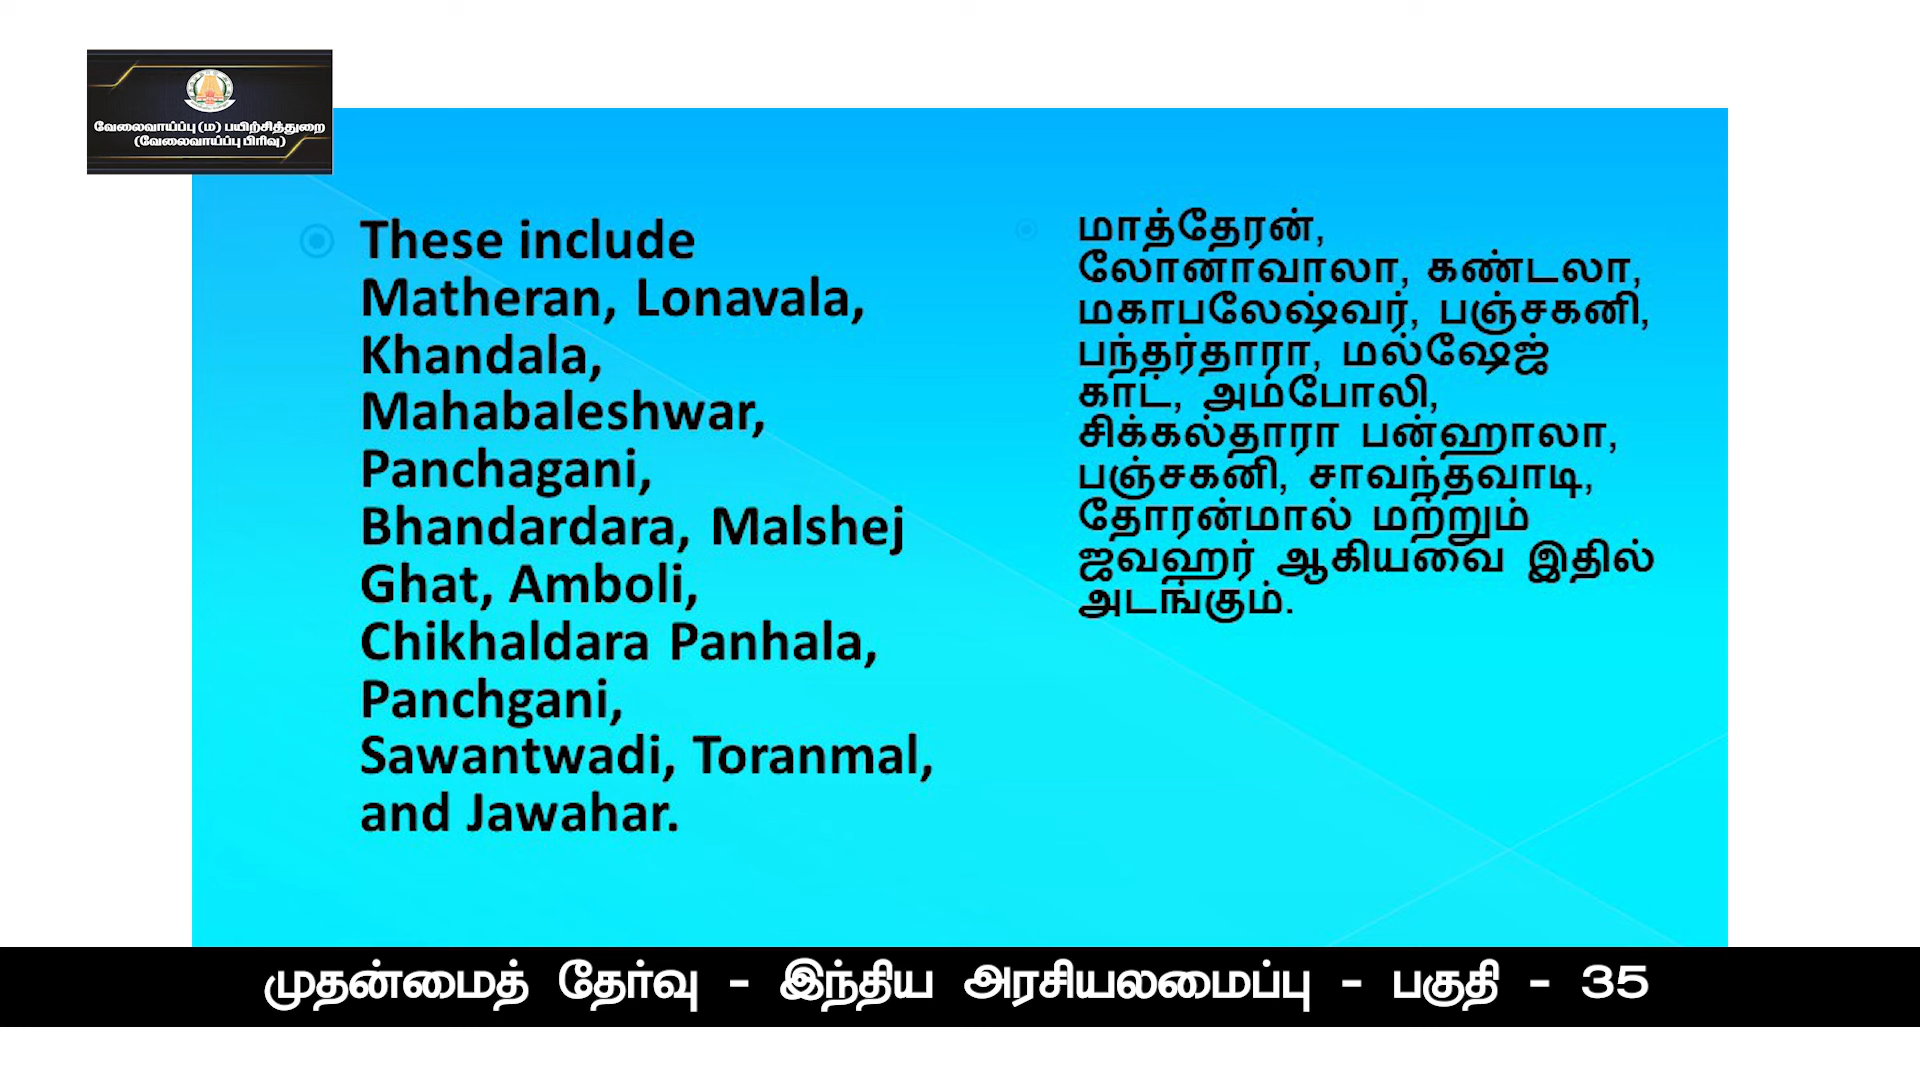 வேலைவாய்ப்பு (ம) பயிற்சித்துறை
(வேலைவாய்ப்பு பிரிவு)
These include
Matheran, Lonavala,
Khandala,
Mahabaleshwar,
Panchagani,
Bhandardara, Malshej
Ghat, Amboli,
Chikhaldara Panhala,
Panchgani,
Sawantwadi, Toranmal,
and Jawahar.
மாத்தேரன்,
லோனாவாலா, கண்டலா,
மகாபலேஷ்வர், பஞ்சகனி,
பந்தர்தாரா, மல்ஷேஜ்
காட், அம்போலி,
சிக்கல்தாரா பன்ஹாலா,
பஞ்சகனி, சாவந்தவாடி,
தோரன்மால் மற்றும்
ஜவஹர் ஆகியவை இதில்
அடங்கும்.
முதன்மைத் தேர்வு - இந்திய அரசியலமைப்பு - பகுதி - 35